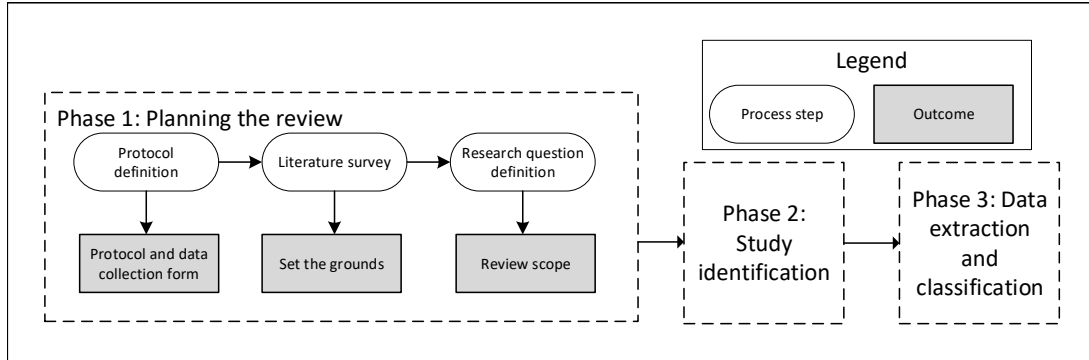 Legend
Process step
Outcome
Phase 1: Planning the review
Protocol
definition
Literature survey
Research question
definition
Protocol and data
collection form
Set the grounds
Review scope
Phase 2:
Study
identification
Phase 3: Data
extraction
and
classification